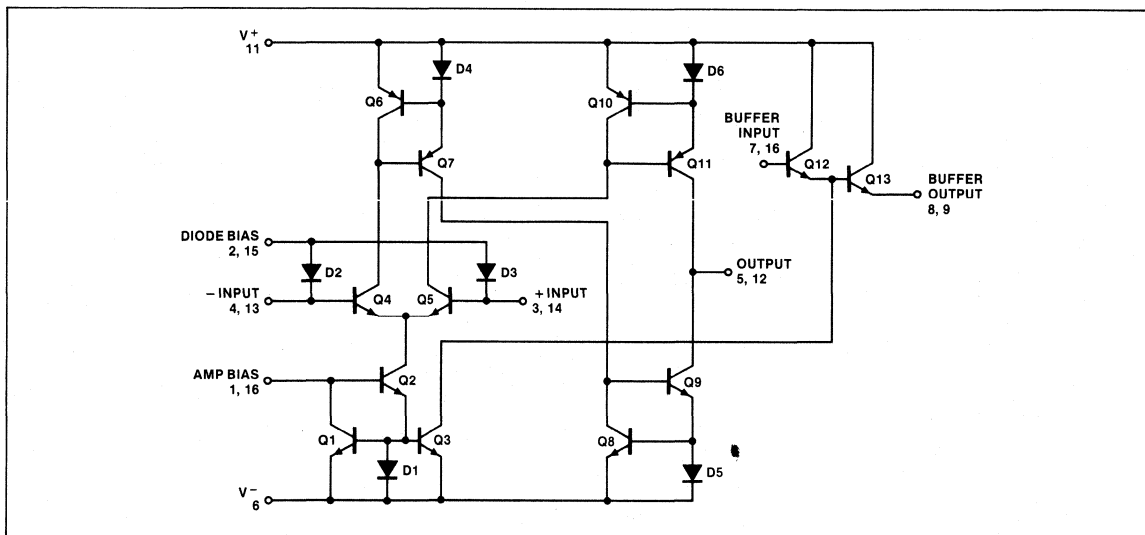 V+
11
D4
D6
Q6
Q10
BUFFER
INPUT
7, 16
Q7
Q11
Q12
Q13
BUFFER
OUTPUT
8, 9
DIODE BIAS
2, 15
D2
D3
OUTPUT
5, 12
–INPUT
4, 13
Q4
Q5
+INPUT
3, 14
AMP BIAS
1, 16
Q2
Q9
Q1
Q3
Q8
D1
D5
V–
6